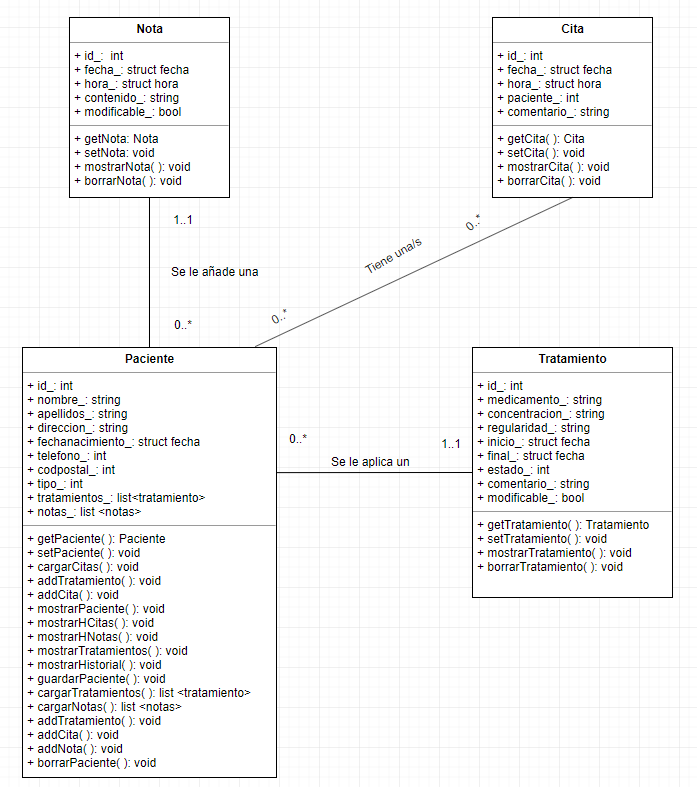 Nota
+ id_: int
+ fecha_: struct fecha
+ hora_: struct hora
+ contenido_: string
+ modificable_: bool
+ getNota: Nota
+ setNota: void
+ mostrarNota( ): void
+ borrarNota( ): void
Cita
+ id_: int
+ fecha_: struct fecha
+ hora_: struct hora
+ paciente_: int
+ comentario_: string
+ getCita( ): Cita
+ setCita( ): void
+ mostrarCita( ): void
+ borrarCita( ): void
1..1
Se le añade una
0..*
0..*
Tiene una/s
0..*
Paciente
+ id_: int
+ nombre_: string
+ apellidos_: string
+ direccion_: string
+ fechanacimiento_: struct fecha
+ telefono_: int
+ codpostal_: int
+ tipo_: int
+ tratamientos_: list<tratamiento>
+ notas_: list <notas>
+ getPaciente( ): Paciente
+ setPaciente( ): void
+ cargarCitas( ): void
+ addTratamiento( ): void
+ addCita( ): void
+ mostrarPaciente( ): void
+ mostrarHCitas( ): void
+ mostrarHNotas( ): void
+ mostrarTratamientos( ): void
+ mostrarHistorial( ): void
+ guardarPaciente( ): void
+ cargarTratamientos( ): list <tratamiento>
+ cargarNotas( ): list <notas>
+ addTratamiento( ): void
+ addCita( ): void
+ addNota( ): void
+ borrarPaciente( ): void
0..*
Se le aplica un
1..1
Tratamiento
+ id_: int
+ medicamento_: string
+ concentracion_: string
+ regularidad_: string
+ inicio_: struct fecha
+ final_: struct fecha
+ estado_: int
+ comentario_: string
+ modificable_: bool
+ getTratamiento( ): Tratamiento
+ setTratamiento( ): void
+ mostrarTratamiento( ): void
+ borrarTratamiento( ): void